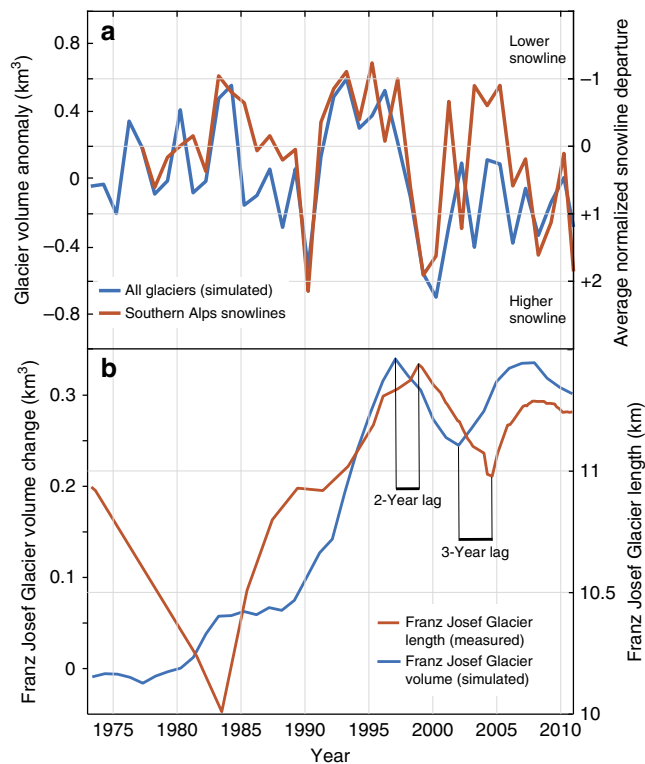 a
Glacier volume anomaly (km³)
0.8
0.4
0
−0.4
−0.8
Lower
snowline
Higher
snowline
−1
0
+1
+2
Average normalized snowline departure
All glaciers (simulated)
Southern Alps snowlines
b
Franz Josef Glacier volume change (km³)
0.3
0.2
0.1
0
2-Year lag
3-Year lag
11
10.5
10
Franz Josef Glacier length (km)
Franz Josef Glacier
length (measured)
Franz Josef Glacier
volume (simulated)
1975 1980 1985 1990 1995 2000 2005 2010
Year